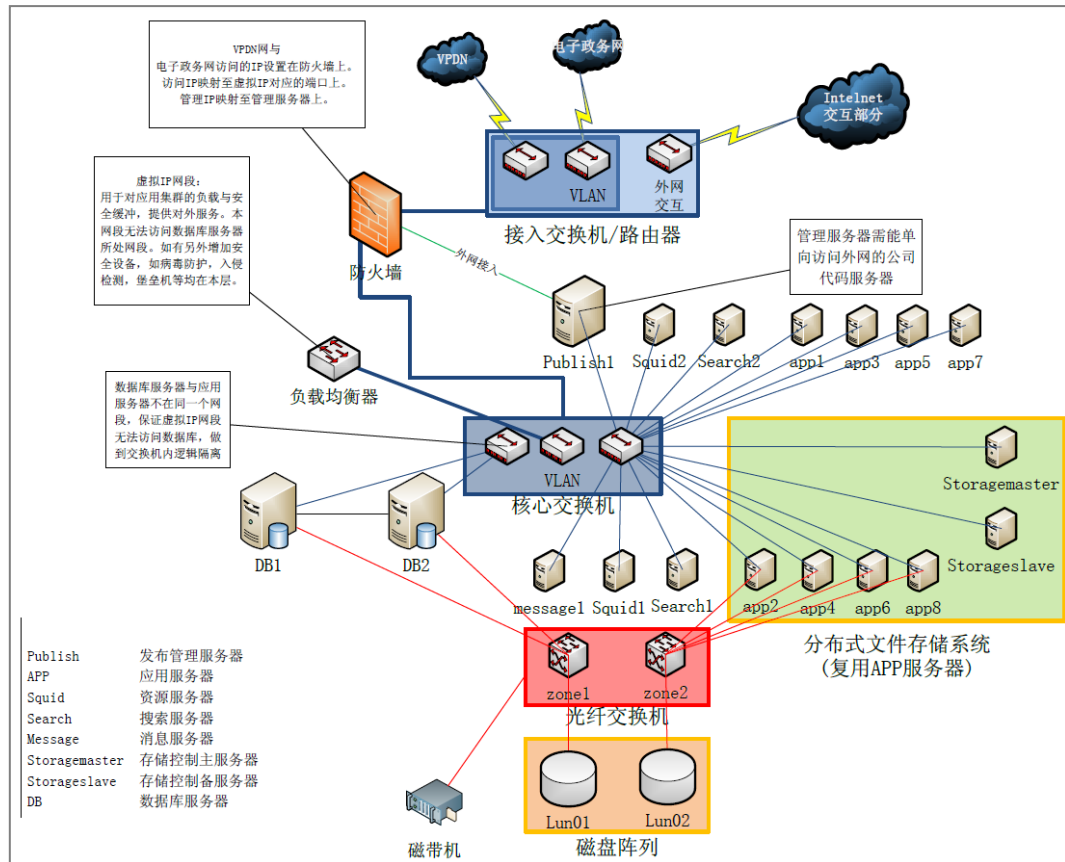 VPDN网与
电子政务网访问的IP设置在防火墙上。
访问IP映射至虚拟IP对应的端口上。
管理IP映射至管理服务器上。
VPDN
电子政务网
Intelnet
交互部分
虚拟IP网段:
用于对应用集群的负载与安
全缓冲，提供对外服务。本
网段无法访问数据库服务器
所处网段。如有另外增加安
全设备，如病毒防护，入侵
检测，堡垒机等均在本层。
VLAN
外网
交互
接入交换机/路由器
防火墙
外网接入
管理服务器需能单
向访问外网的公司
代码服务器
Publish1
Squid2
Search2
app1
app3
app5
app7
负载均衡器
数据库服务器与应用
服务器不在同一个网
段，保证虚拟IP网段
无法访问数据库，做
到交换机内逻辑隔离
VLAN
核心交换机
Storagemaster
Storageslave
DB1
DB2
message1
Squid1
Search1
app2
app4
app6
app8
分布式文件存储系统
(复用APP服务器)
zone1
zone2
光纤交换机
Publish 发布管理服务器
APP 应用服务器
Squid 资源服务器
Search 搜索服务器
Message 消息服务器
Storagemaster 存储控制主服务器
Storageslave 存储控制备服务器
DB 数据库服务器
Lun01
Lun02
磁带机
磁盘阵列